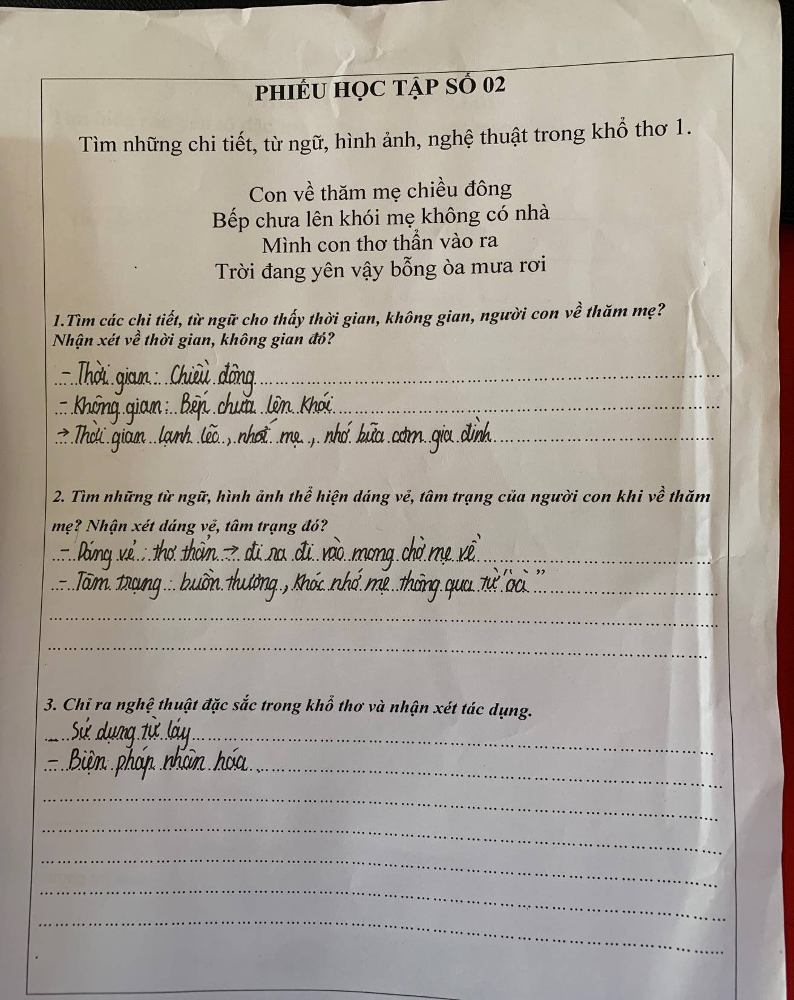 PHIẾU HỌC TẬP SỐ 02
Tìm những chi tiết, từ ngữ, hình ảnh, nghệ thuật trong khổ thơ 1.
Con về thăm mẹ chiều đông
Bếp chưa lên khói mẹ không có nhà
Mình con thơ thẩn vào ra
Trời đang yên vậy bỗng òa mưa rơi
1.Tìm các chi tiết, từ ngữ cho thấy thời gian, không gian, người con về thăm mẹ?
Nhận xét về thời gian, không gian đó?
- Thời gian: Chiều đông
- Không gian: Bếp chưa lên khói
→ Thời gian lạnh lẽo, nhớ mẹ, nhớ bữa cơm gia đình
2. Tìm những từ ngữ, hình ảnh thể hiện dáng vẻ, tâm trạng của người con khi về thăm
mẹ? Nhận xét dáng vẻ, tâm trạng đó?
- Dáng vẻ: thơ thẩn → đi ra đi vào mong chờ mẹ về
- Tâm trạng: buồn thương, khóc nhớ mẹ thông qua từ "òa"
3. Chỉ ra nghệ thuật đặc sắc trong khổ thơ và nhận xét tác dụng.
- Sử dụng từ láy
- Biện pháp nhân hóa